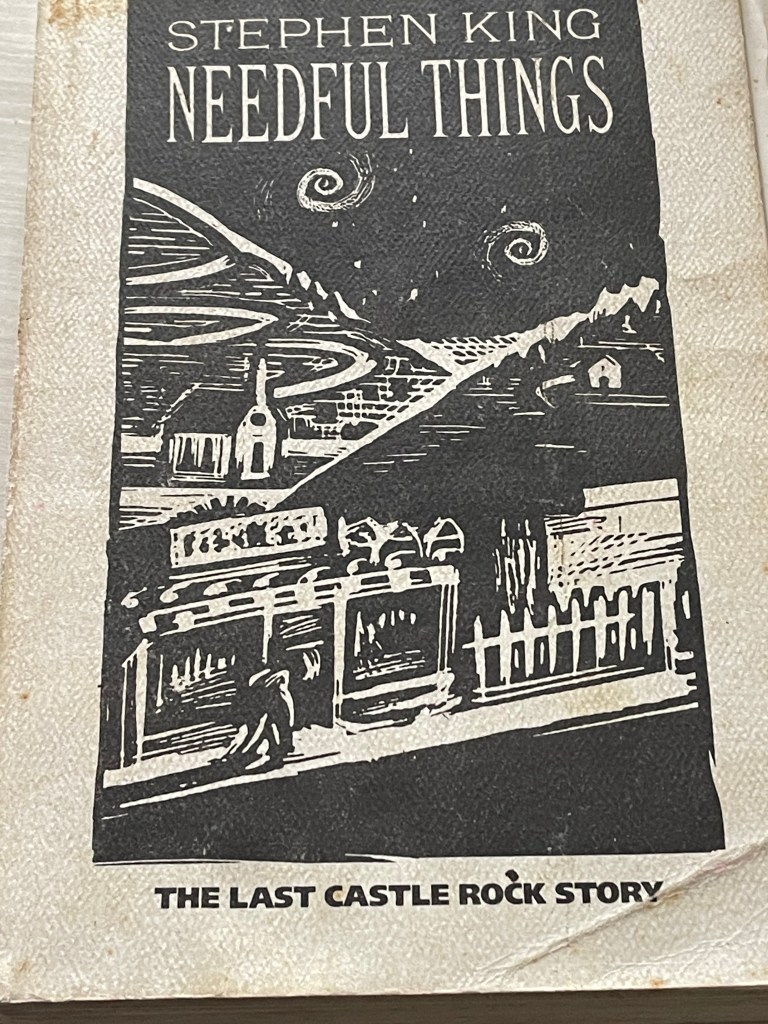 STEPHEN KING
NEEDFUL THINGS
THE LAST CASTLE ROCK STORY